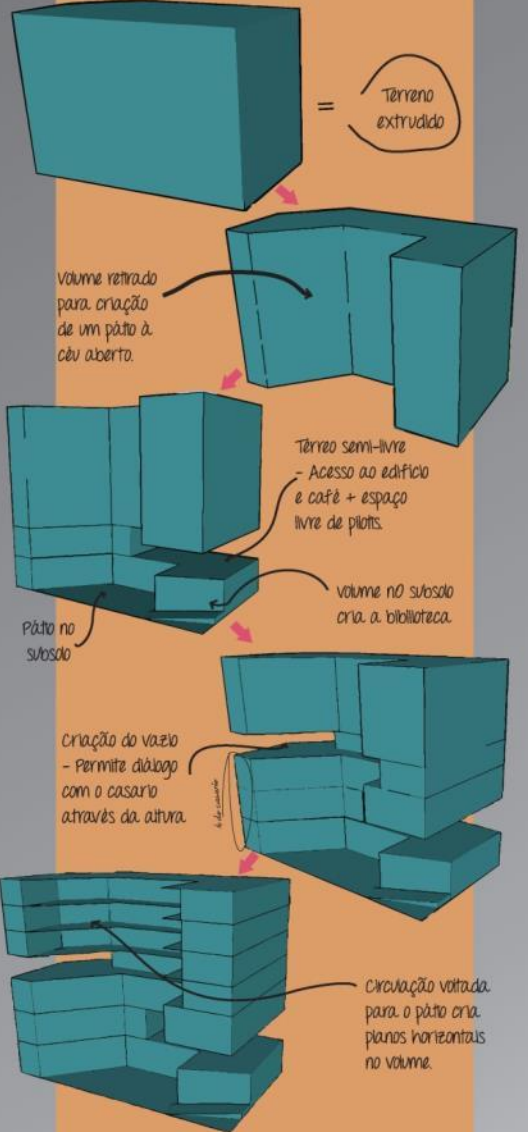 =
Terreno
extrudido
Volume retirado
para criação
de um pátio à
céu aberto.
Térreo semi-livre
- Acesso ao edifício
e café + espaço
livre de pilotis.
Volume no subsolo
cria a biblioteca
Pátio no
subsolo
Criação do vazio
- Permite diálogo
com o casario
através da altura
Circulação voltada
para o pátio cria
planos horizontais
no volume.